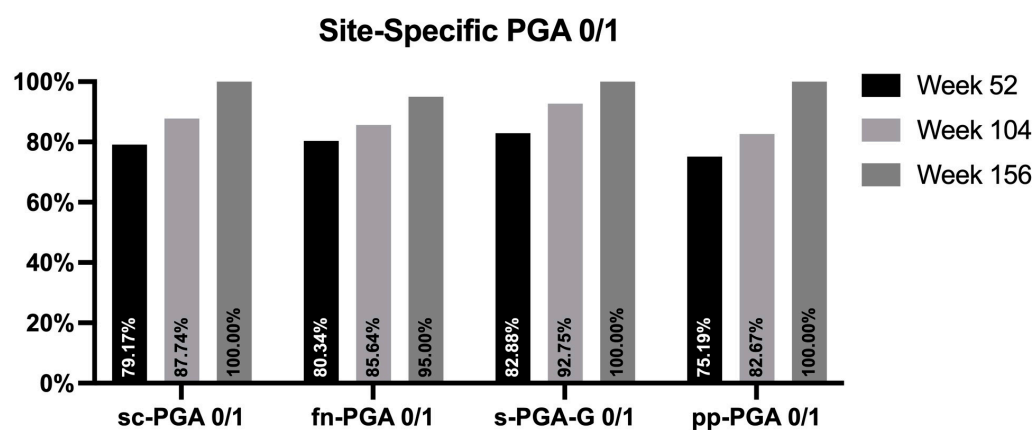 Site-Specific PGA 0/1
100%
80%
60%
40%
20%
0%
79.17%
87.74%
100.00%
80.34%
85.64%
95.00%
82.88%
92.75%
100.00%
75.19%
82.67%
100.00%
sc-PGA 0/1
fn-PGA 0/1
s-PGA-G 0/1
pp-PGA 0/1
Week 52
Week 104
Week 156